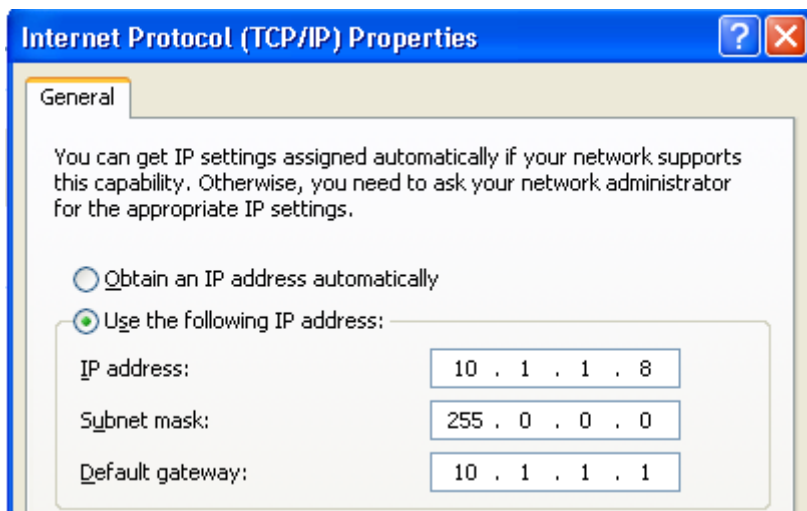 Internet Protocol (TCP/IP) Properties
General
You can get IP settings assigned automatically if your network supports
this capability. Otherwise, you need to ask your network administrator
for the appropriate IP settings.
Obtain an IP address automatically
Use the following IP address:
IP address: 10 . 1 . 1 . 8
Subnet mask: 255 . 0 . 0 . 0
Default gateway: 10 . 1 . 1 . 1